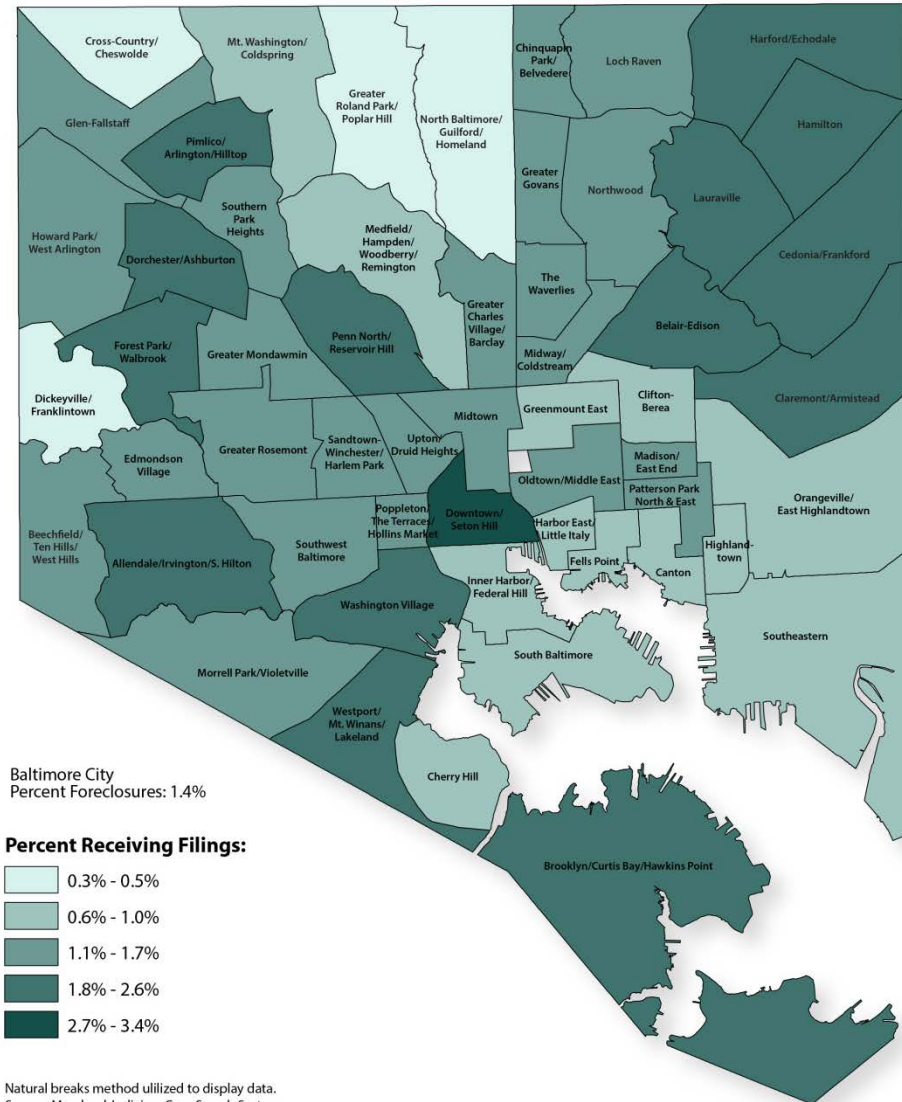 Cross-Country/
Cheswolde
Mt. Washington/
Coldspring
Greater
Roland Park/
Poplar Hill
North Baltimore/
Guilford/
Homeland
Chinquapin
Park/
Belvedere
Loch Raven
Harford/Echodale
Glen-Fallstaff
Pimlico/
Arlington/Hilltop
Hamilton
Greater
Govans
Northwood
Lauraville
Southern
Park
Heights
Howard Park/
West Arlington
Medfield/
Hampden/
Woodberry/
Remington
Dorchester/Ashburton
Cedonia/Frankford
The
Waverlies
Greater
Charles
Village/
Barclay
Belair-Edison
Forest Park/
Walbrook
Greater Mondawmin
Penn North/
Reservoir Hill
Midway/
Coldstream
Dickeyville/
Franklintown
Midtown
Greenmount East
Clifton-
Berea
Claremont/Armistead
Edmondson
Village
Greater Rosemont
Sandtown-
Winchester/
Harlem Park
Upton/
Druid Heights
Madison/
East End
Oldtown/Middle East
Patterson Park
North & East
Orangeville/
East Highlandtown
Beechfield/
Ten Hills/
West Hills
Allendale/Irvington/S. Hilton
Southwest
Baltimore
Poppleton/
The Terraces/
Hollins Market
Downtown/
Seton Hill
Harbor East/
Little Italy
Fells Point
Canton
Highland-
town
Inner Harbor/
Federal Hill
Washington Village
Southeastern
South Baltimore
Morrell Park/Violetville
Westport/
Mt. Winans/
Lakeland
Cherry Hill
Brooklyn/Curtis Bay/Hawkins Point
Baltimore City
Percent Foreclosures: 1.4%
Percent Receiving Filings:
0.3% - 0.5%
0.6% - 1.0%
1.1% - 1.7%
1.8% - 2.6%
2.7% - 3.4%
Natural breaks method ulilized to display data.